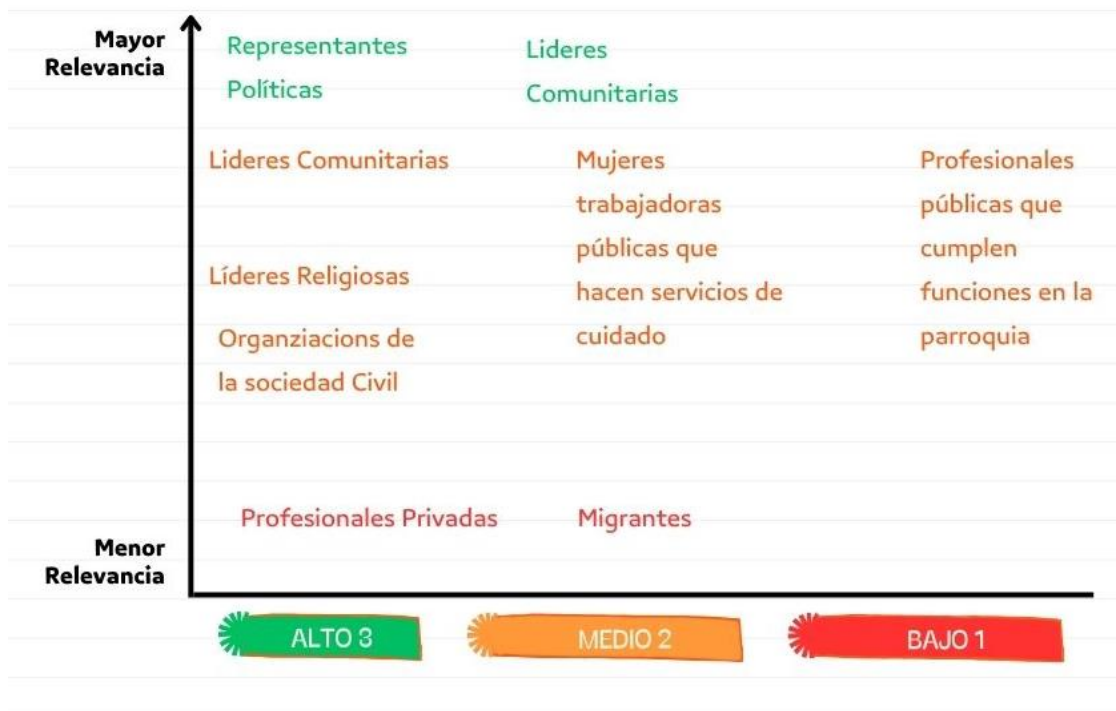 Mayor
Relevancia
Representantes
Políticas
Lideres
Comunitarias
Lideres Comunitarias
Líderes Religiosas
Organziacions de
la sociedad Civil
Mujeres
trabajadoras
públicas que
hacen servicios de
cuidado
Profesionales
públicas que
cumplen
funciones en la
parroquia
Profesionales Privadas
Migrantes
Menor
Relevancia
ALTO 3
MEDIO 2
BAJO 1